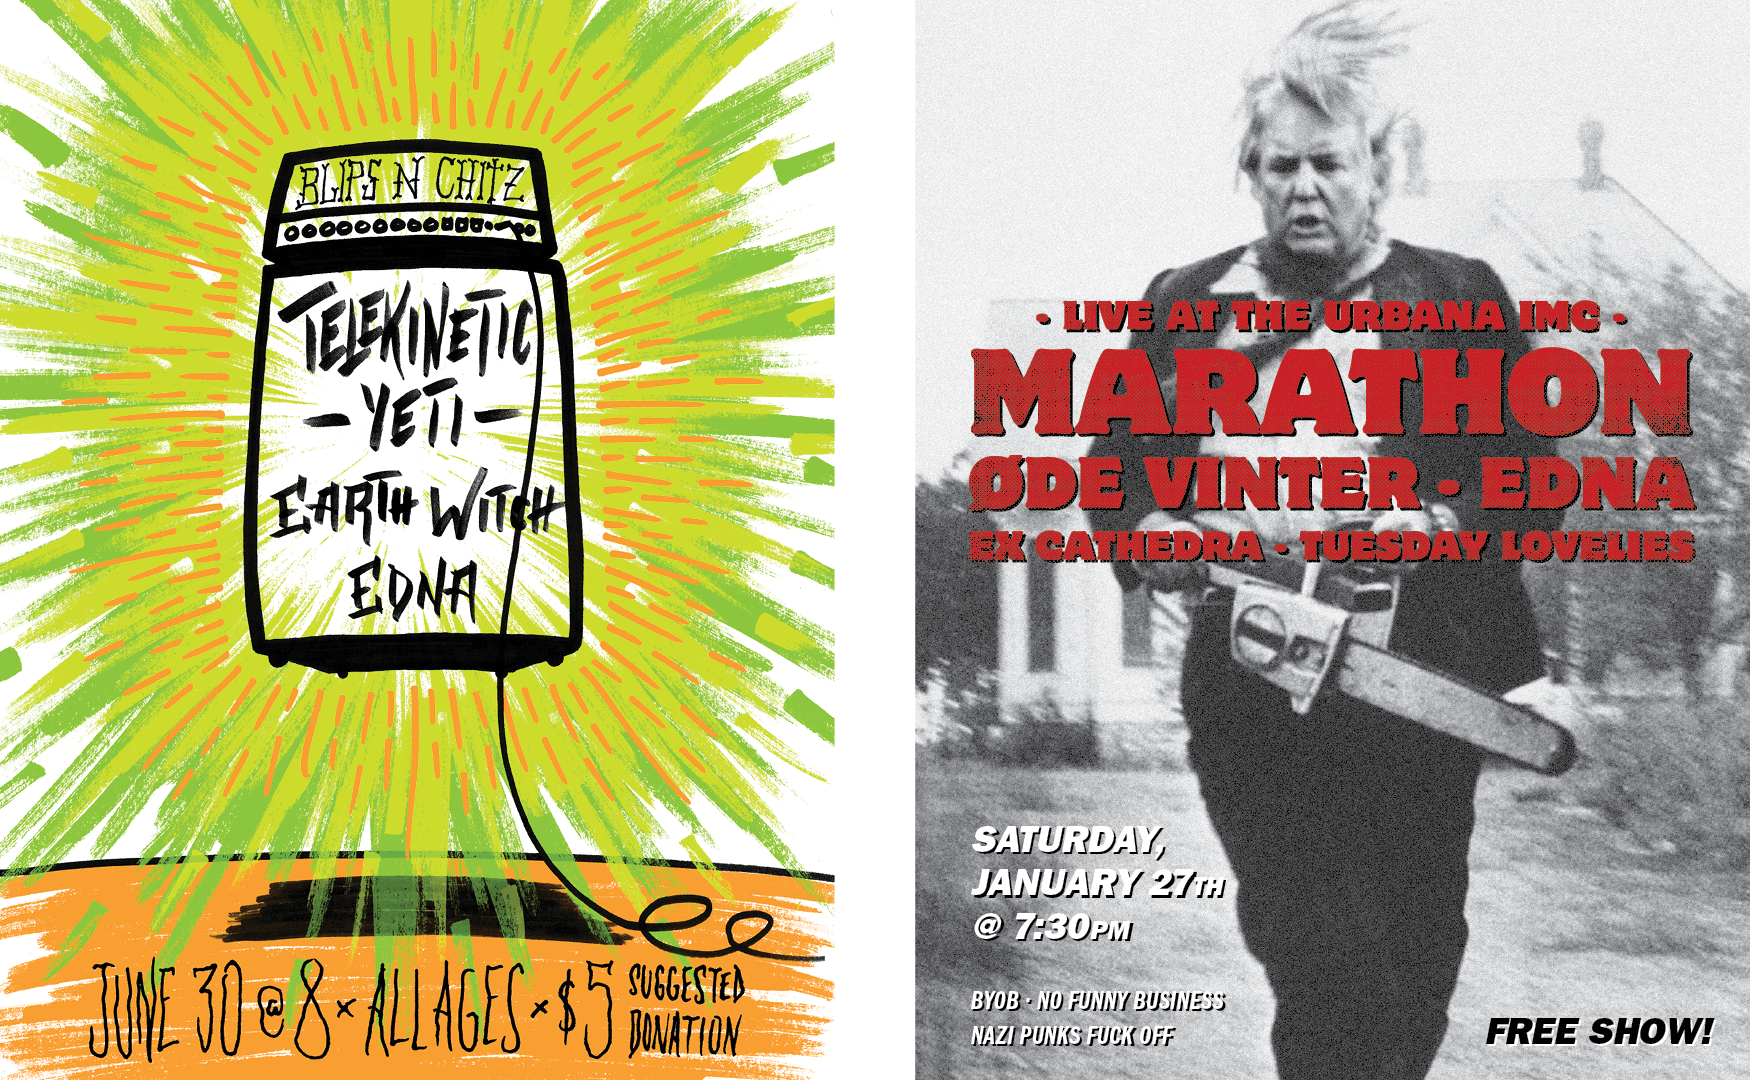 BLIPS N CHITZ
TELEKINETIC
- YETI -
EARTH WITCH
EDNA
JUNE 30 @ 8 × ALL AGES × $5 SUGGESTED
DONATION
· LIVE AT THE URBANA IMC ·
MARATHON
ØDE VINTER · EDNA
EX CATHEDRA · TUESDAY LOVELIES
SATURDAY,
JANUARY 27TH
@ 7:30PM
BYOB · NO FUNNY BUSINESS
NAZI PUNKS FUCK OFF
FREE SHOW!